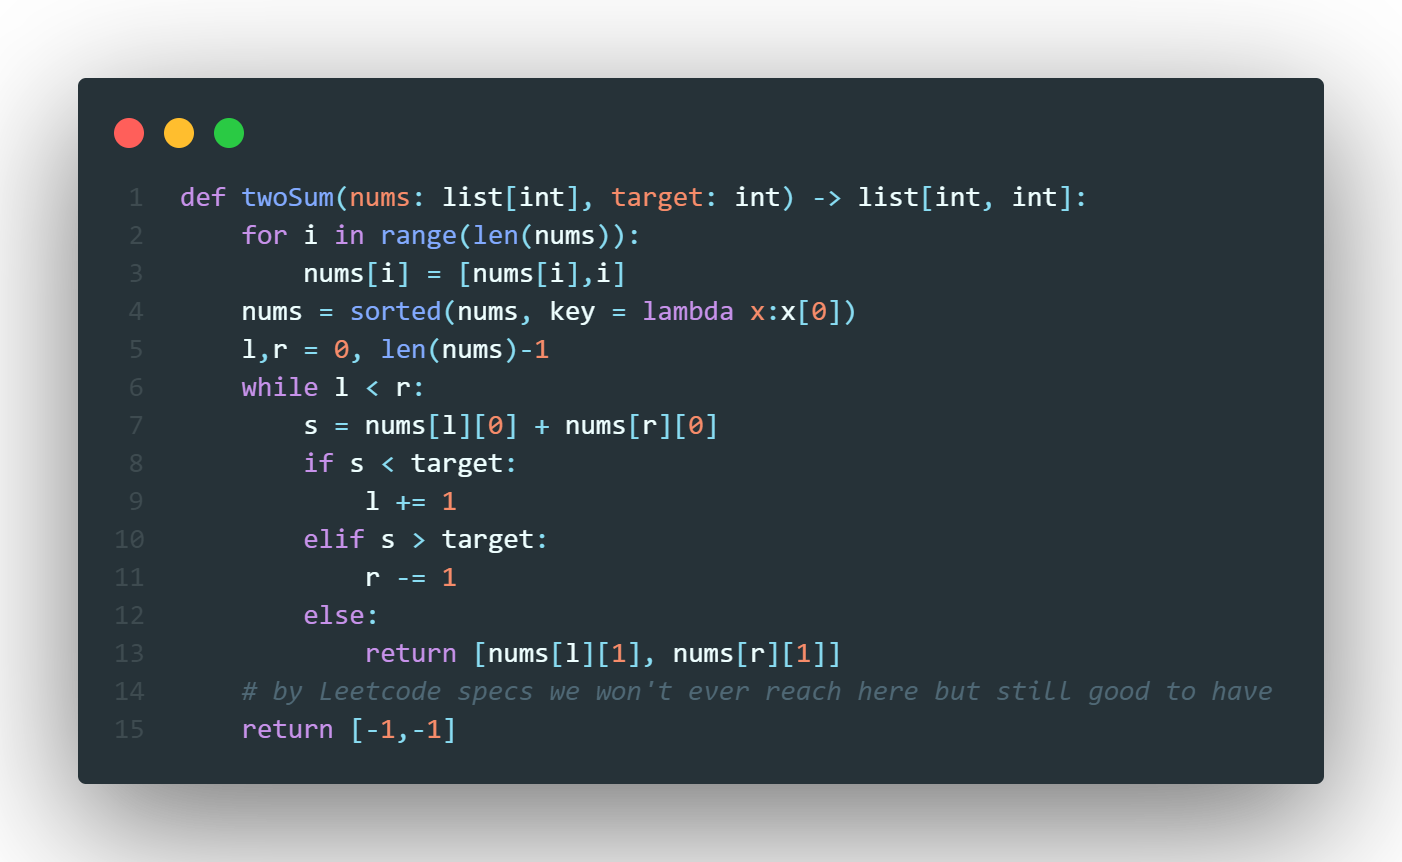 1 def twoSum(nums: list[int], target: int) -> list[int, int]:
2     for i in range(len(nums)):
3         nums[i] = [nums[i],i]
4     nums = sorted(nums, key = lambda x:x[0])
5     l,r = 0, len(nums)-1
6     while l < r:
7         s = nums[l][0] + nums[r][0]
8         if s < target:
9             l += 1
10         elif s > target:
11             r -= 1
12         else:
13             return [nums[l][1], nums[r][1]]
14     # by Leetcode specs we won't ever reach here but still good to have
15     return [-1,-1]